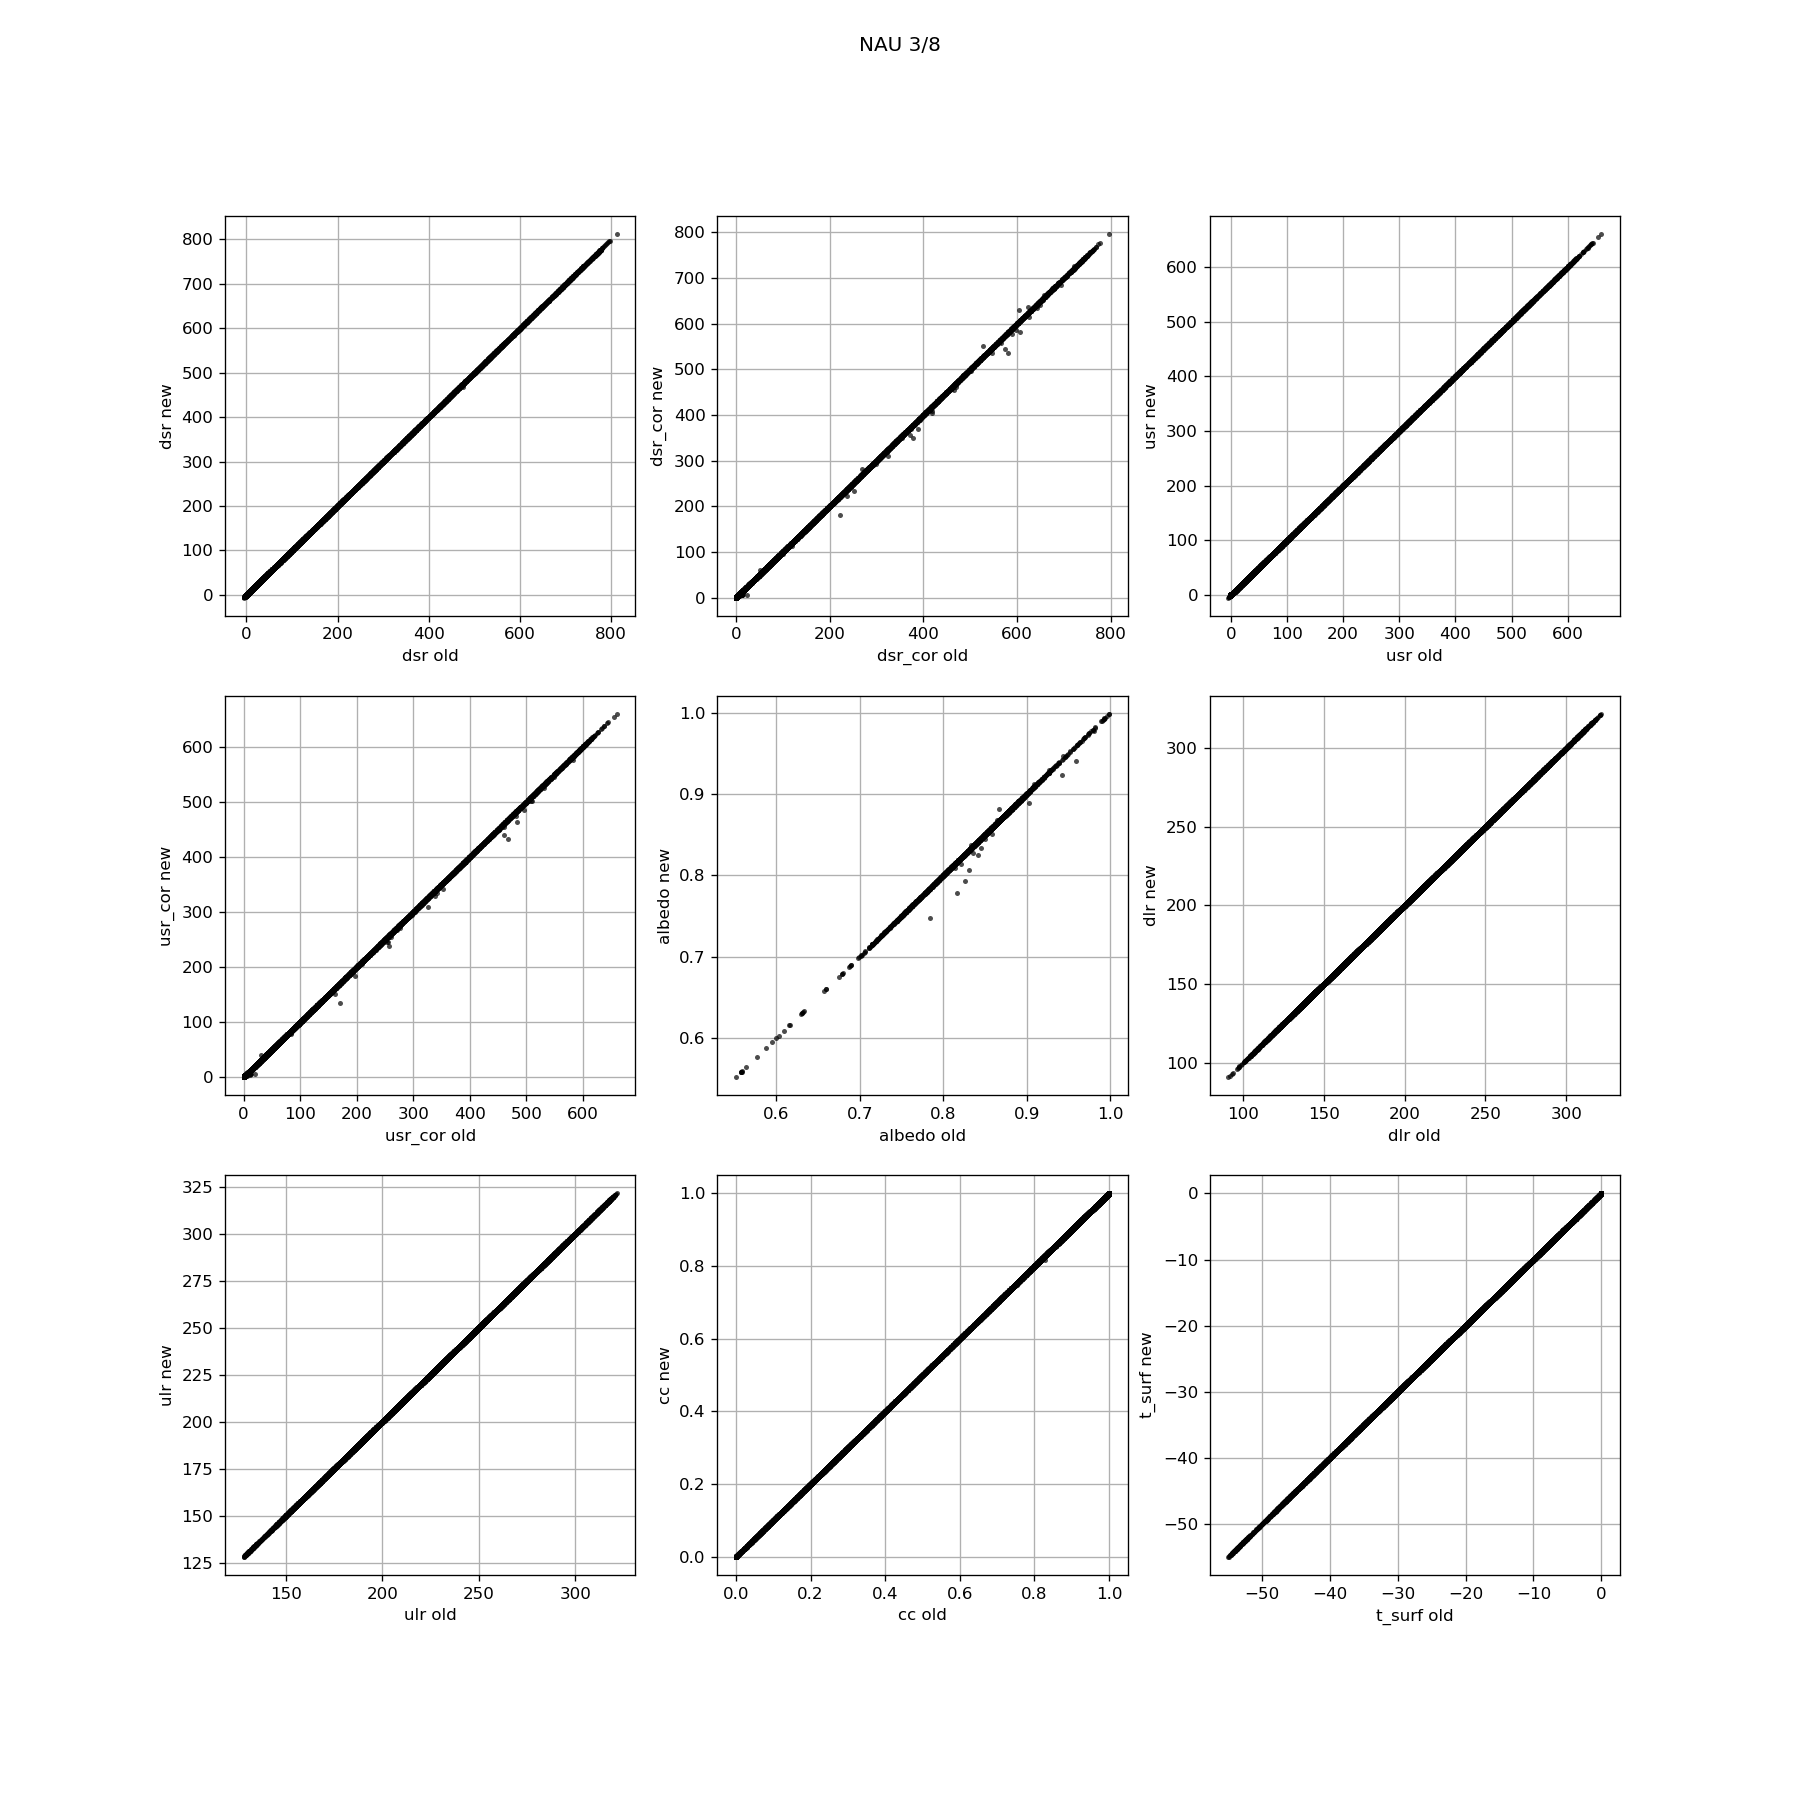 NAU 3/8
800
700
600
500
400
300
200
100
0
dsr new
0 200 400 600 800
dsr old
800
700
600
500
400
300
200
100
0
dsr_cor new
0 200 400 600 800
dsr_cor old
600
500
400
300
200
100
0
usr new
0 100 200 300 400 500 600
usr old
600
500
400
300
200
100
0
usr_cor new
0 100 200 300 400 500 600
usr_cor old
1.0
0.9
0.8
0.7
0.6
albedo new
0.6 0.7 0.8 0.9 1.0
albedo old
300
250
200
150
100
dlr new
100 150 200 250 300
dlr old
325
300
275
250
225
200
175
150
125
ulr new
150 200 250 300
ulr old
1.0
0.8
0.6
0.4
0.2
0.0
cc new
0.0 0.2 0.4 0.6 0.8 1.0
cc old
0
−10
−20
−30
−40
−50
t_surf new
−50 −40 −30 −20 −10 0
t_surf old